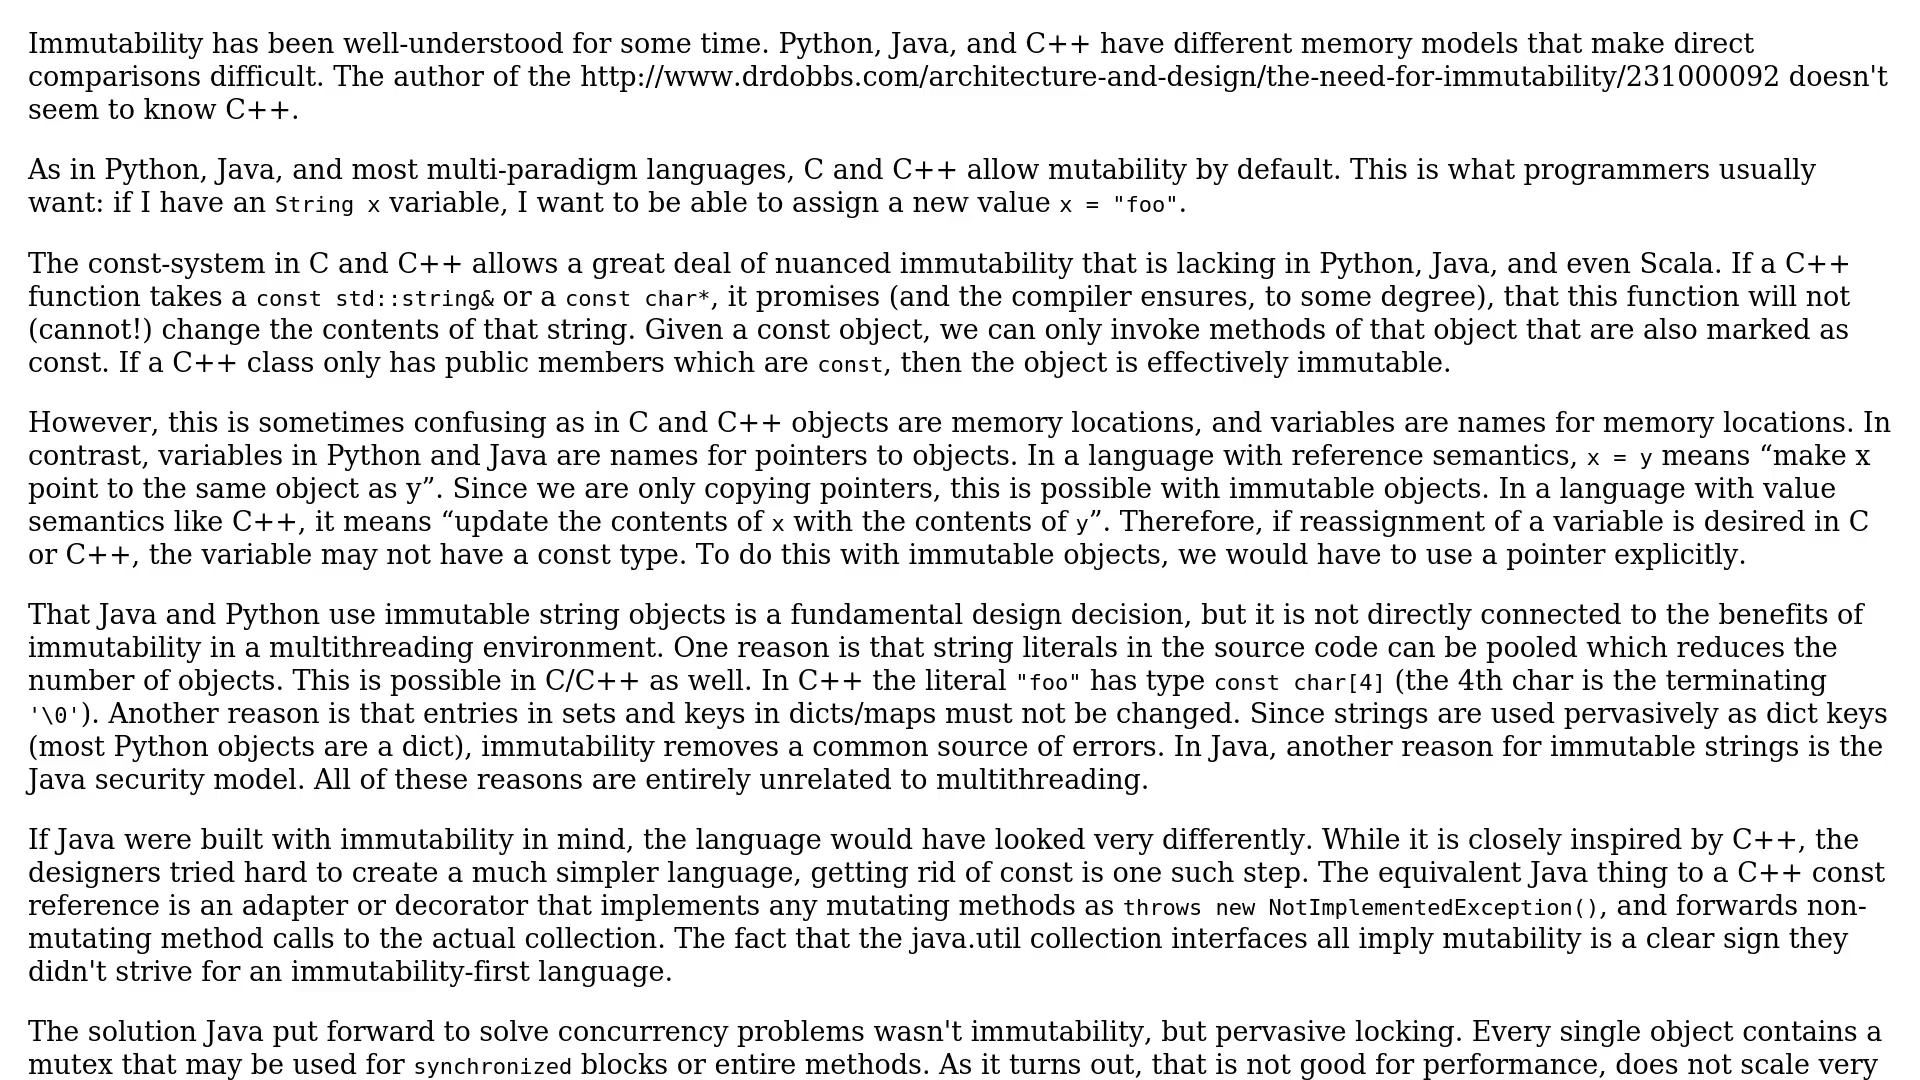 Immutability has been well-understood for some time. Python, Java, and C++ have different memory models that make direct
comparisons difficult. The author of the http://www.drdobbs.com/architecture-and-design/the-need-for-immutability/231000092 doesn't
seem to know C++.
As in Python, Java, and most multi-paradigm languages, C and C++ allow mutability by default. This is what programmers usually
want: if I have an String x variable, I want to be able to assign a new value x = "foo".
The const-system in C and C++ allows a great deal of nuanced immutability that is lacking in Python, Java, and even Scala. If a C++
function takes a const std::string& or a const char*, it promises (and the compiler ensures, to some degree), that this function will not
(cannot!) change the contents of that string. Given a const object, we can only invoke methods of that object that are also marked as
const. If a C++ class only has public members which are const, then the object is effectively immutable.
However, this is sometimes confusing as in C and C++ objects are memory locations, and variables are names for memory locations. In
contrast, variables in Python and Java are names for pointers to objects. In a language with reference semantics, x = y means “make x
point to the same object as y”. Since we are only copying pointers, this is possible with immutable objects. In a language with value
semantics like C++, it means “update the contents of x with the contents of y”. Therefore, if reassignment of a variable is desired in C
or C++, the variable may not have a const type. To do this with immutable objects, we would have to use a pointer explicitly.
That Java and Python use immutable string objects is a fundamental design decision, but it is not directly connected to the benefits of
immutability in a multithreading environment. One reason is that string literals in the source code can be pooled which reduces the
number of objects. This is possible in C/C++ as well. In C++ the literal "foo" has type const char[4] (the 4th char is the terminating
'\0'). Another reason is that entries in sets and keys in dicts/maps must not be changed. Since strings are used pervasively as dict keys
(most Python objects are a dict), immutability removes a common source of errors. In Java, another reason for immutable strings is the
Java security model. All of these reasons are entirely unrelated to multithreading.
If Java were built with immutability in mind, the language would have looked very differently. While it is closely inspired by C++, the
designers tried hard to create a much simpler language, getting rid of const is one such step. The equivalent Java thing to a C++ const
reference is an adapter or decorator that implements any mutating methods as throws new NotImplementedException(), and forwards non-
mutating method calls to the actual collection. The fact that the java.util collection interfaces all imply mutability is a clear sign they
didn't strive for an immutability-first language.
The solution Java put forward to solve concurrency problems wasn't immutability, but pervasive locking. Every single object contains a
mutex that may be used for synchronized blocks or entire methods. As it turns out, that is not good for performance, does not scale very